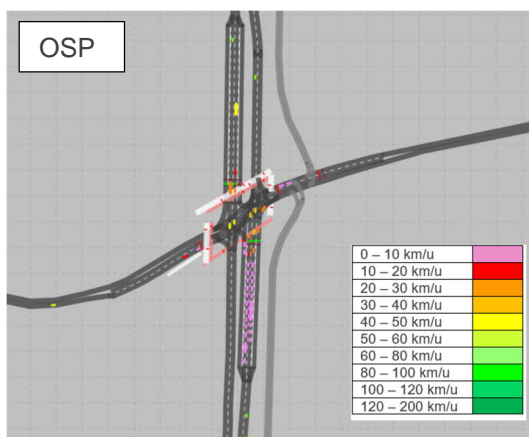 OSP
0 – 10 km/u
10 – 20 km/u
20 – 30 km/u
30 – 40 km/u
40 – 50 km/u
50 – 60 km/u
60 – 80 km/u
80 – 100 km/u
100 – 120 km/u
120 – 200 km/u